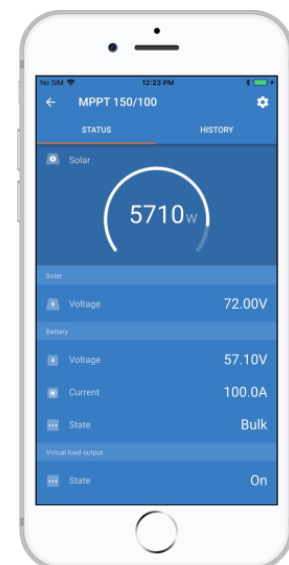 No SIM 12:23 PM
← MPPT 150/100
STATUS HISTORY
Solar
5710W
Solar
Voltage 72.00V
Battery
Voltage 57.10V
Current 100.0A
State Bulk
Virtual load output
State On